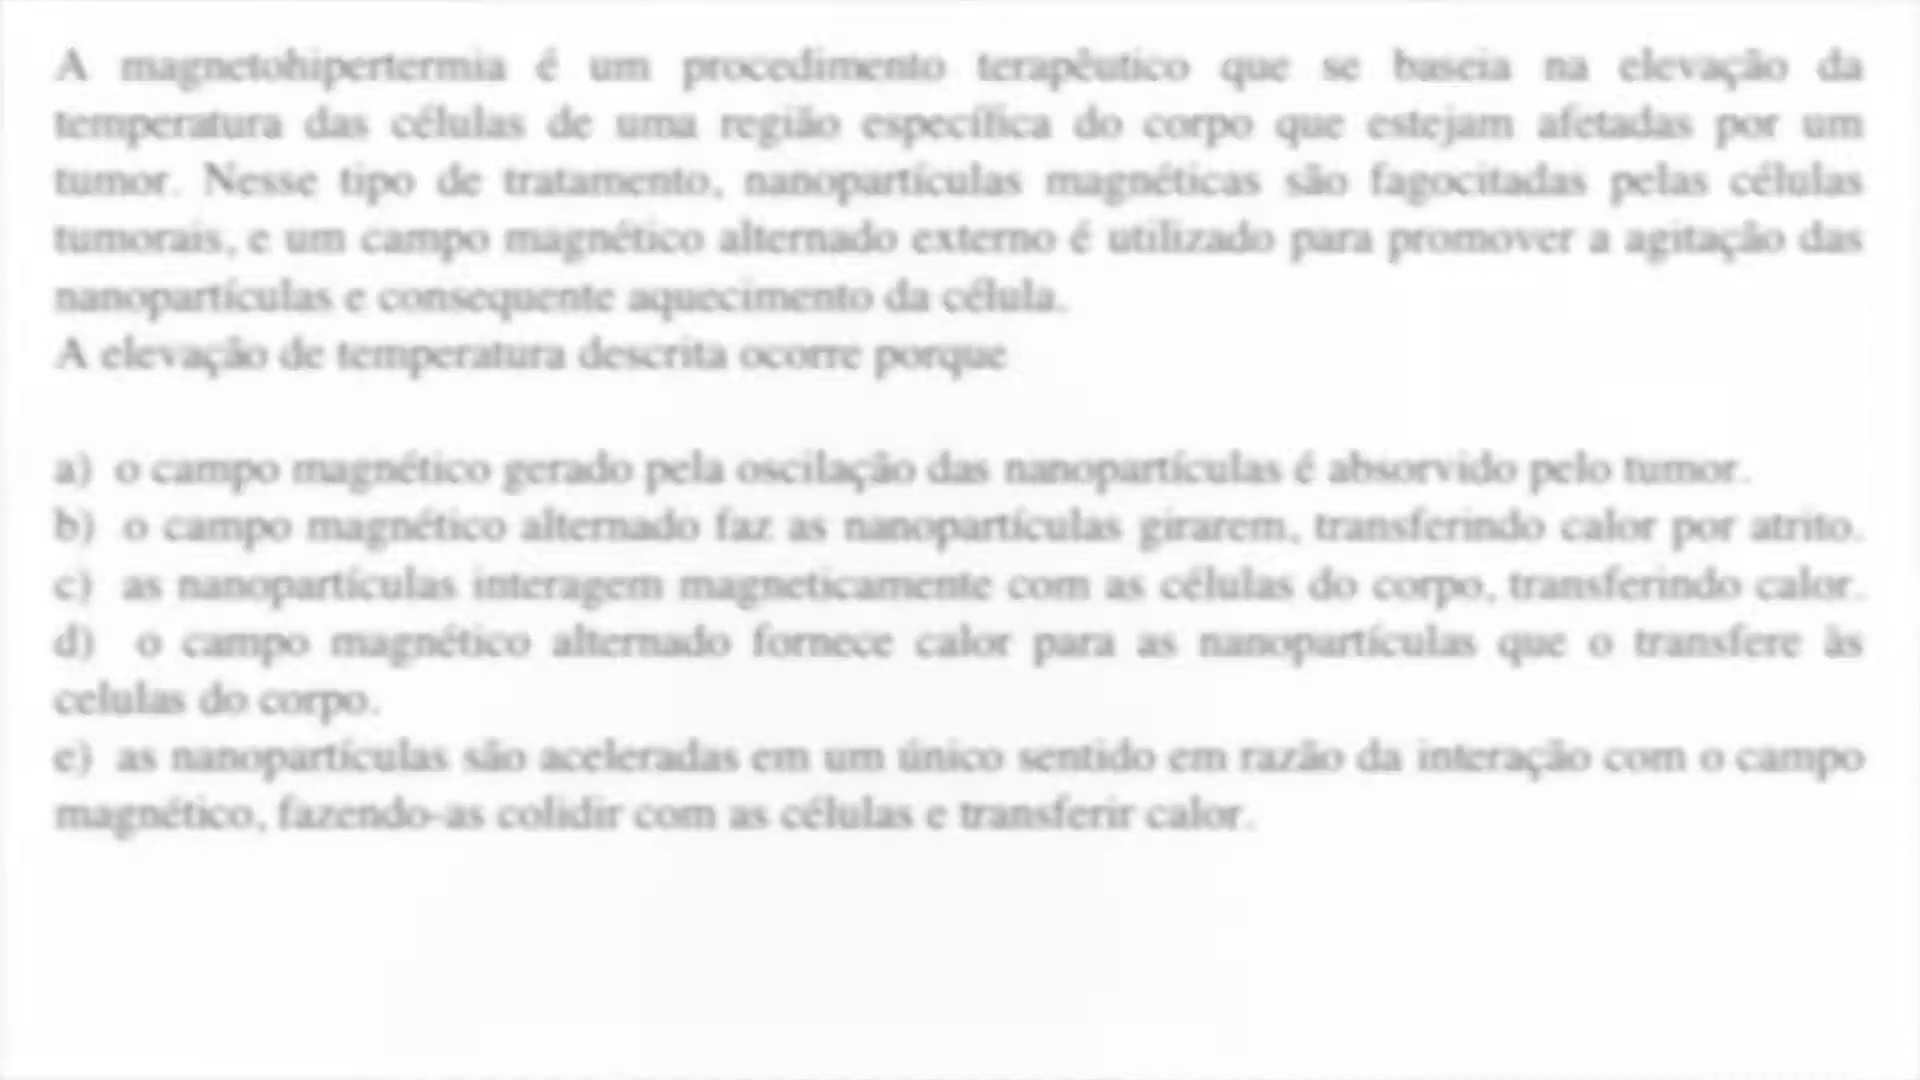 A magnetohipertermia é um procedimento terapêutico que se baseia na elevação da
temperatura das células de uma região específica do corpo que estejam afetadas por um
tumor. Nesse tipo de tratamento, nanopartículas magnéticas são fagocitadas pelas células
tumorais, e um campo magnético alternado externo é utilizado para promover a agitação das
nanopartículas e consequente aquecimento da célula.
A elevação de temperatura descrita ocorre porque
a) o campo magnético gerado pela oscilação das nanopartículas é absorvido pelo tumor.
b) o campo magnético alternado faz as nanopartículas girarem, transferindo calor por atrito.
c) as nanopartículas interagem magneticamente com as células do corpo, transferindo calor.
d) o campo magnético alternado fornece calor para as nanopartículas que o transfere às
celulas do corpo.
e) as nanopartículas são aceleradas em um único sentido em razão da interação com o campo
magnético, fazendo-as colidir com as células e transferir calor.